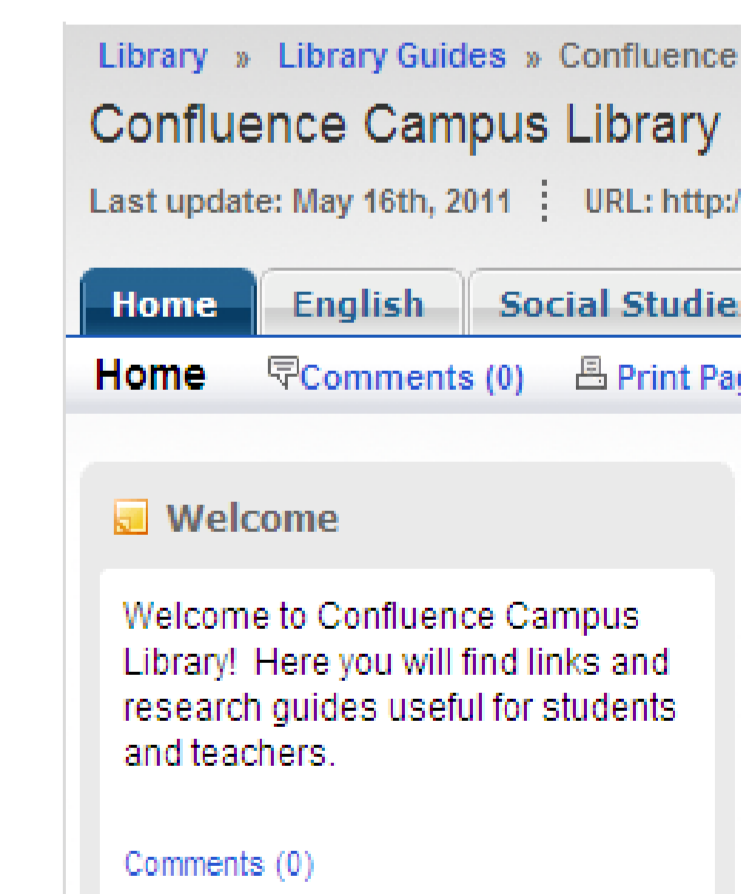 Library » Library Guides » Confluence
Confluence Campus Library
Last update: May 16th, 2011 URL: http:/
Home English Social Studie
Home Comments (0) Print Pag
Welcome
Welcome to Confluence Campus
Library! Here you will find links and
research guides useful for students
and teachers.
Comments (0)